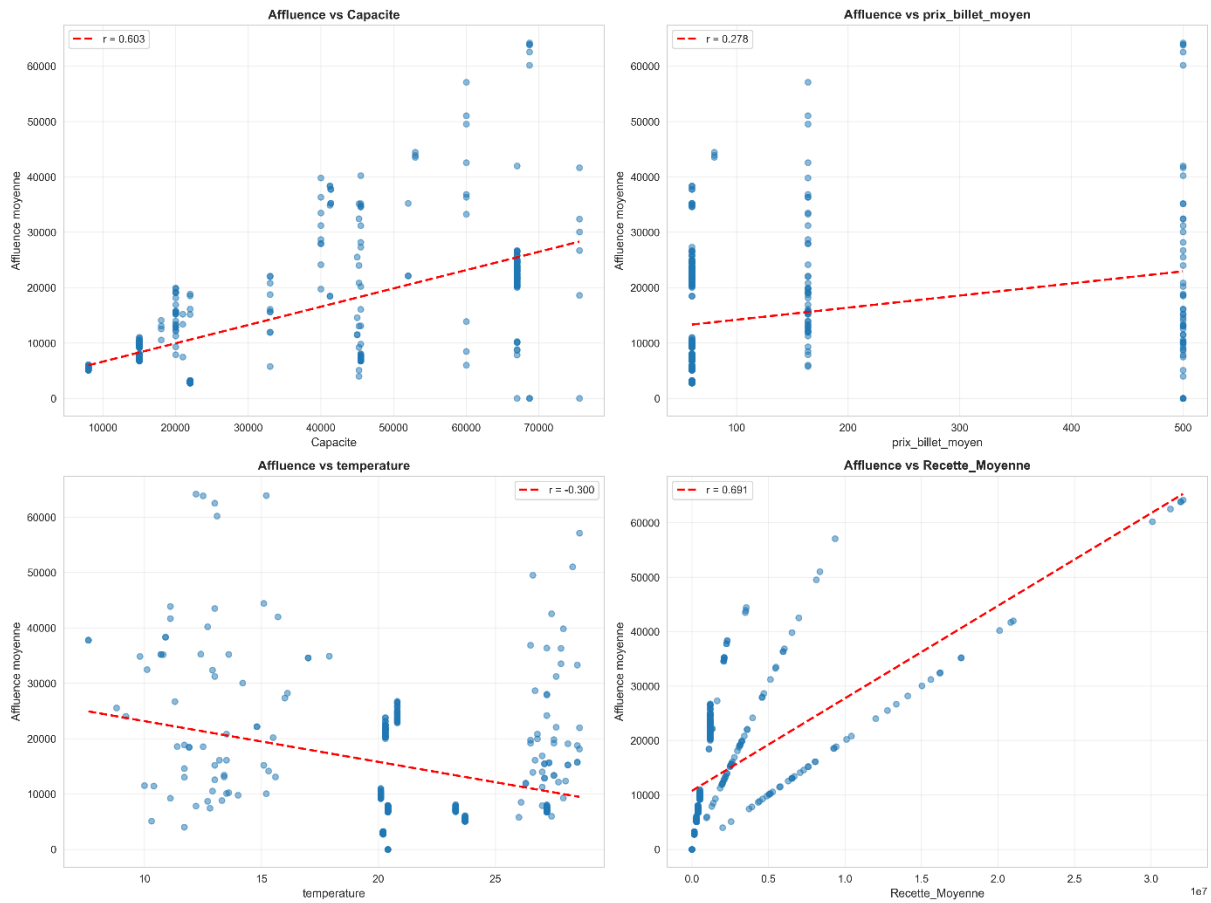 Affluence vs Capacite
r = 0.603
60000
50000
40000
30000
20000
10000
0
Affluence moyenne
10000 20000 30000 40000 50000 60000 70000
Capacite
Affluence vs prix_billet_moyen
r = 0.278
60000
50000
40000
30000
20000
10000
0
Affluence moyenne
100 200 300 400 500
prix_billet_moyen
Affluence vs temperature
r = -0.300
60000
50000
40000
30000
20000
10000
0
Affluence moyenne
10 15 20 25
temperature
Affluence vs Recette_Moyenne
r = 0.691
60000
50000
40000
30000
20000
10000
0
Affluence moyenne
0.0 0.5 1.0 1.5 2.0 2.5 3.0
1e7
Recette_Moyenne